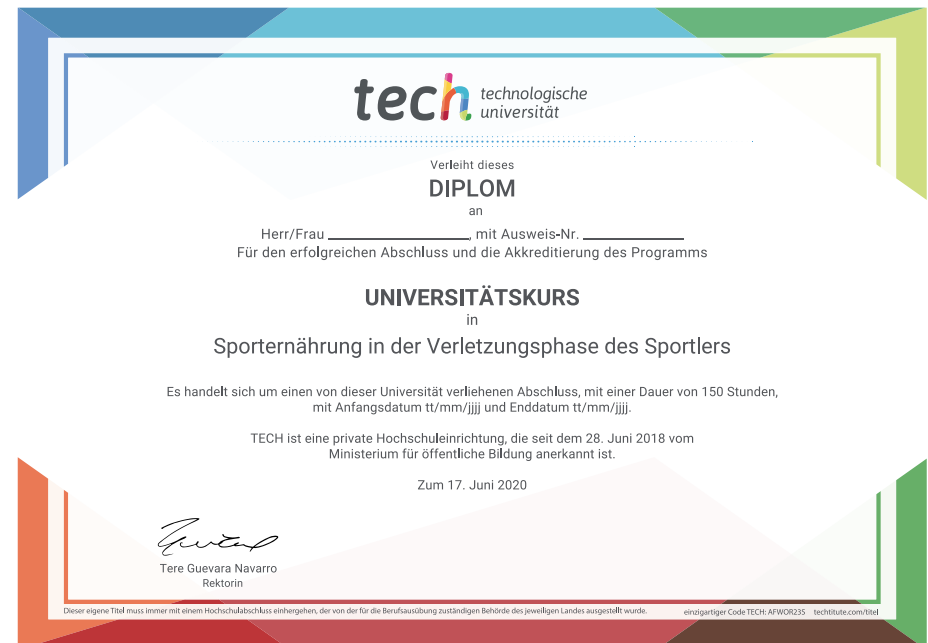 tech technologische
universität
Verleiht dieses
DIPLOM
an
Herr/Frau ____________, mit Ausweis-Nr. ____________
Für den erfolgreichen Abschluss und die Akkreditierung des Programms
UNIVERSITÄTSKURS
in
Sporternährung in der Verletzungsphase des Sportlers
Es handelt sich um einen von dieser Universität verliehenen Abschluss, mit einer Dauer von 150 Stunden,
mit Anfangsdatum tt/mm/jjjj und Enddatum tt/mm/jjjj.
TECH ist eine private Hochschuleinrichtung, die seit dem 28. Juni 2018 vom
Ministerium für öffentliche Bildung anerkannt ist.
Zum 17. Juni 2020
Tere Guevara Navarro
Rektorin
Dieser eigene Titel muss immer mit einem Hochschulabschluss einhergehen, der von der für die Berufsausübung zuständigen Behörde des jeweiligen Landes ausgestellt wurde. einzigartiger Code TECH: AFWOR235 techtitute.com/titel